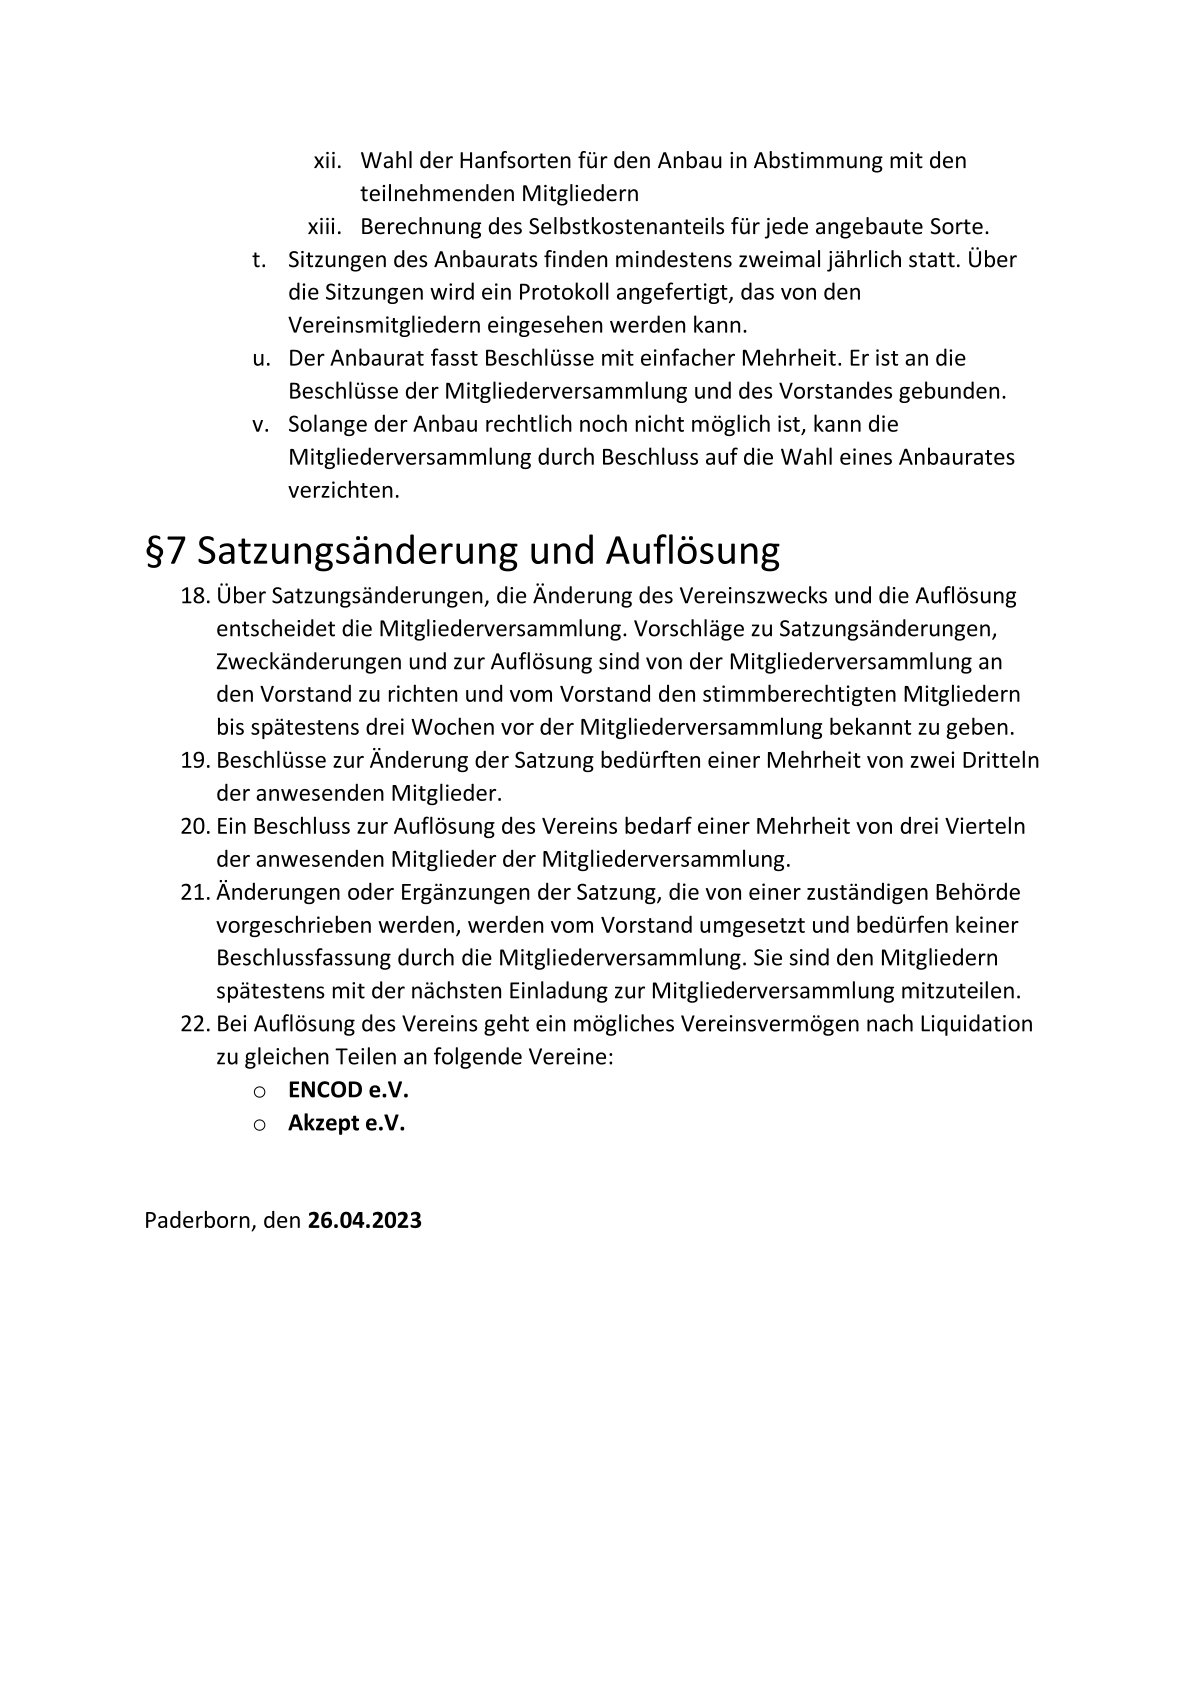 xii. Wahl der Hanfsorten für den Anbau in Abstimmung mit den
teilnehmenden Mitgliedern
xiii. Berechnung des Selbstkostenanteils für jede angebaute Sorte.
t. Sitzungen des Anbaurats finden mindestens zweimal jährlich statt. Über
die Sitzungen wird ein Protokoll angefertigt, das von den
Vereinsmitgliedern eingesehen werden kann.
u. Der Anbaurat fasst Beschlüsse mit einfacher Mehrheit. Er ist an die
Beschlüsse der Mitgliederversammlung und des Vorstandes gebunden.
v. Solange der Anbau rechtlich noch nicht möglich ist, kann die
Mitgliederversammlung durch Beschluss auf die Wahl eines Anbaurates
verzichten.
§7 Satzungsänderung und Auflösung
18. Über Satzungsänderungen, die Änderung des Vereinszwecks und die Auflösung
entscheidet die Mitgliederversammlung. Vorschläge zu Satzungsänderungen,
Zweckänderungen und zur Auflösung sind von der Mitgliederversammlung an
den Vorstand zu richten und vom Vorstand den stimmberechtigten Mitgliedern
bis spätestens drei Wochen vor der Mitgliederversammlung bekannt zu geben.
19. Beschlüsse zur Änderung der Satzung bedürften einer Mehrheit von zwei Dritteln
der anwesenden Mitglieder.
20. Ein Beschluss zur Auflösung des Vereins bedarf einer Mehrheit von drei Vierteln
der anwesenden Mitglieder der Mitgliederversammlung.
21. Änderungen oder Ergänzungen der Satzung, die von einer zuständigen Behörde
vorgeschrieben werden, werden vom Vorstand umgesetzt und bedürfen keiner
Beschlussfassung durch die Mitgliederversammlung. Sie sind den Mitgliedern
spätestens mit der nächsten Einladung zur Mitgliederversammlung mitzuteilen.
22. Bei Auflösung des Vereins geht ein mögliches Vereinsvermögen nach Liquidation
zu gleichen Teilen an folgende Vereine:
o ENCOD e.V.
o Akzept e.V.
Paderborn, den 26.04.2023